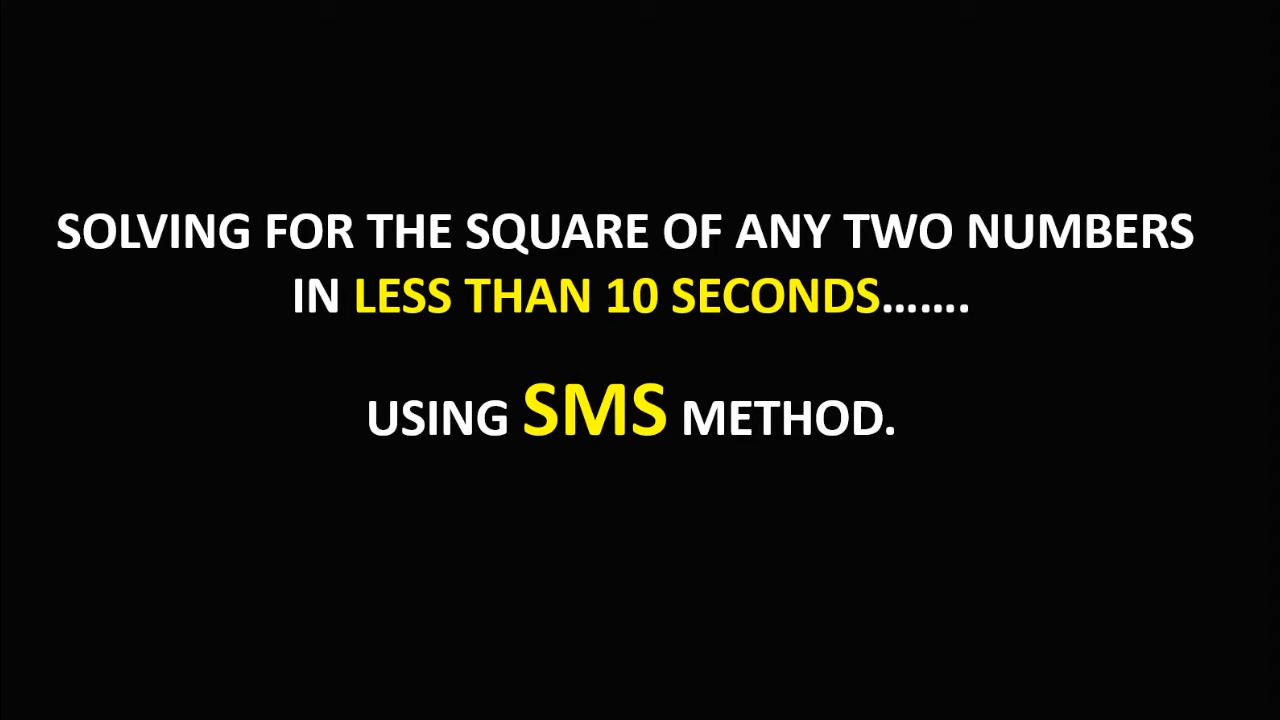 SOLVING FOR THE SQUARE OF ANY TWO NUMBERS
IN LESS THAN 10 SECONDS.......
USING SMS METHOD.